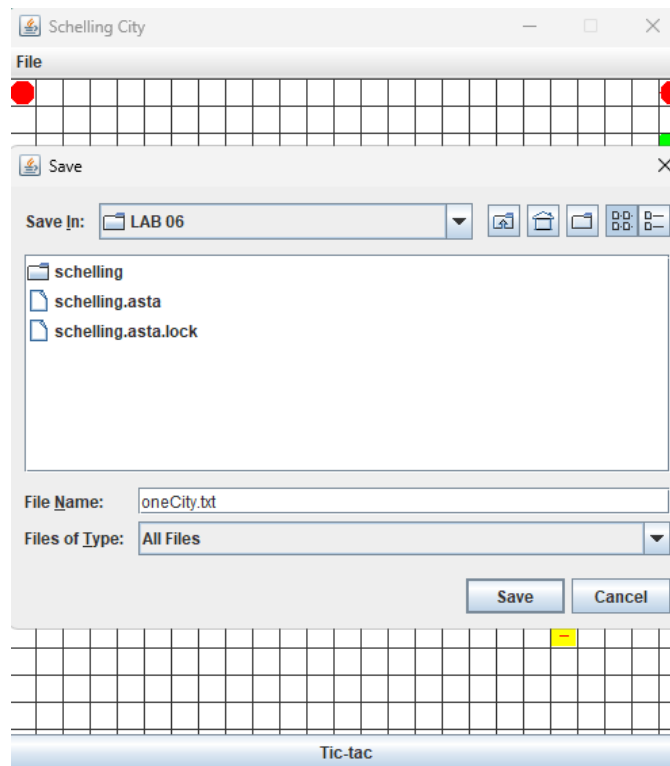 Schelling City
File
Save
Save In: LAB 06
schelling
schelling.asta
schelling.asta.lock
File Name: oneCity.txt
Files of Type: All Files
Save Cancel
Tic-tac